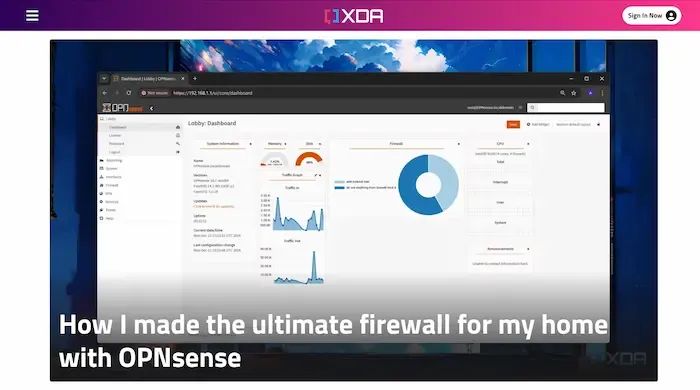 XDA
Sign In Now
Dashboard | Lobby | OPNsense
Not secure
https://192.168.1.1/ui/core/dashboard
OPNsense
Lobby
Dashboard
License
Password
Logout
Reporting
System
Interfaces
Firewall
VPN
Services
Power
Help
Lobby: Dashboard
System Information
Name
Versions
Updates
Uptime
Current date/time
Last configuration change
Memory
Disk
Traffic Graph
Traffic In
Traffic Out
Firewall
CPU
Total
Interrupt
User
System
Announcements
How I made the ultimate firewall for my home
with OPNsense
XDA